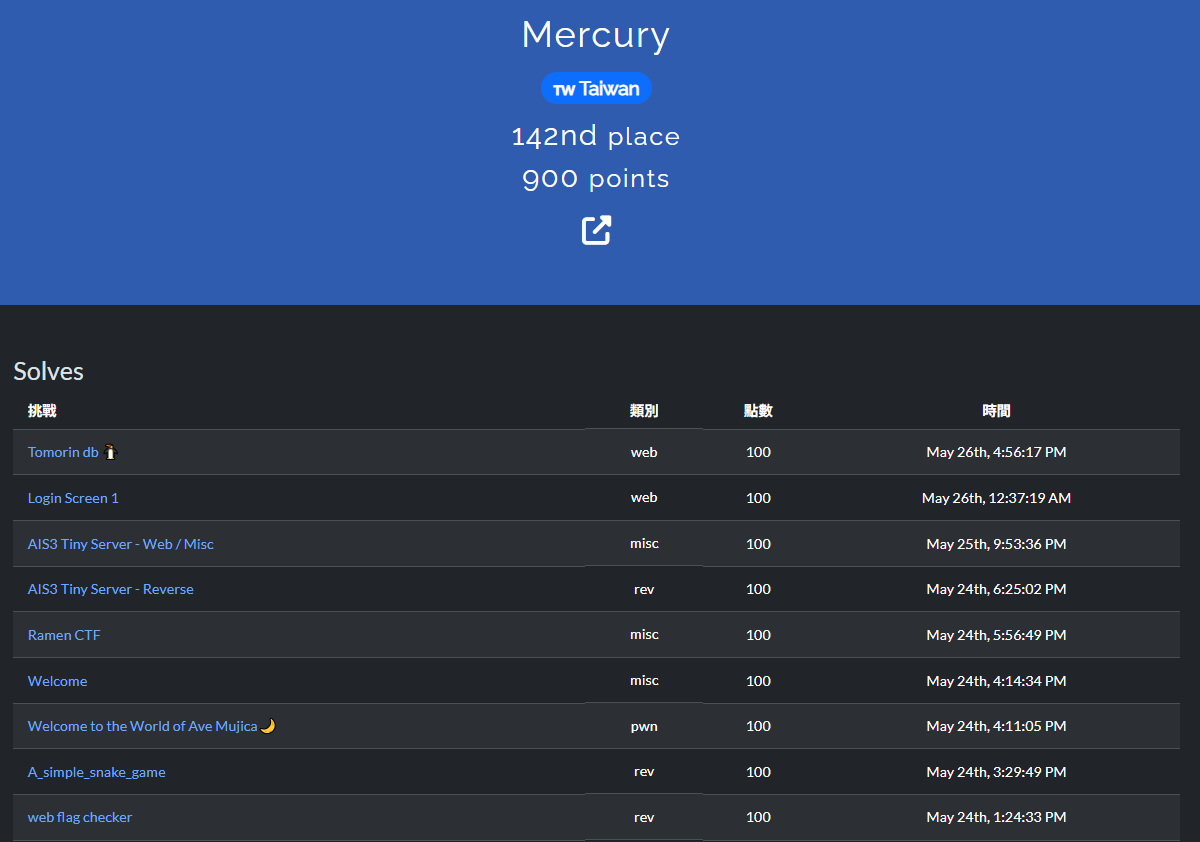 Mercury
TW Taiwan
142nd place
900 points
Solves
挑戰 類別 點數 時間
Tomorin db web 100 May 26th, 4:56:17 PM
Login Screen 1 web 100 May 26th, 12:37:19 AM
AIS3 Tiny Server - Web / Misc misc 100 May 25th, 9:53:36 PM
AIS3 Tiny Server - Reverse rev 100 May 24th, 6:25:02 PM
Ramen CTF misc 100 May 24th, 5:56:49 PM
Welcome misc 100 May 24th, 4:14:34 PM
Welcome to the World of Ave Mujica🌙 pwn 100 May 24th, 4:11:05 PM
A_simple_snake_game rev 100 May 24th, 3:29:49 PM
web flag checker rev 100 May 24th, 1:24:33 PM